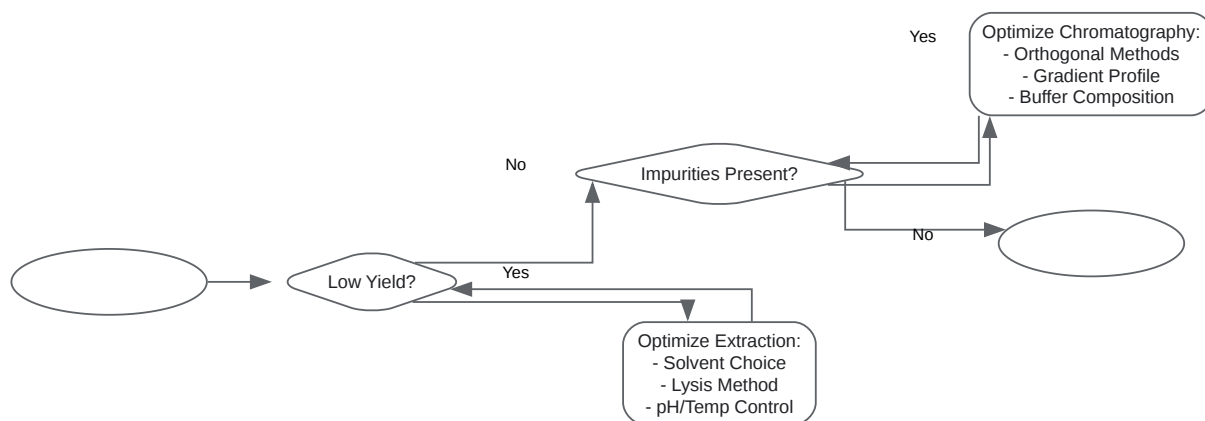 Yes
Optimize Chromatography:
- Orthogonal Methods
- Gradient Profile
- Buffer Composition
No
Impurities Present?
No
Low Yield?
Yes
Optimize Extraction:
- Solvent Choice
- Lysis Method
- pH/Temp Control